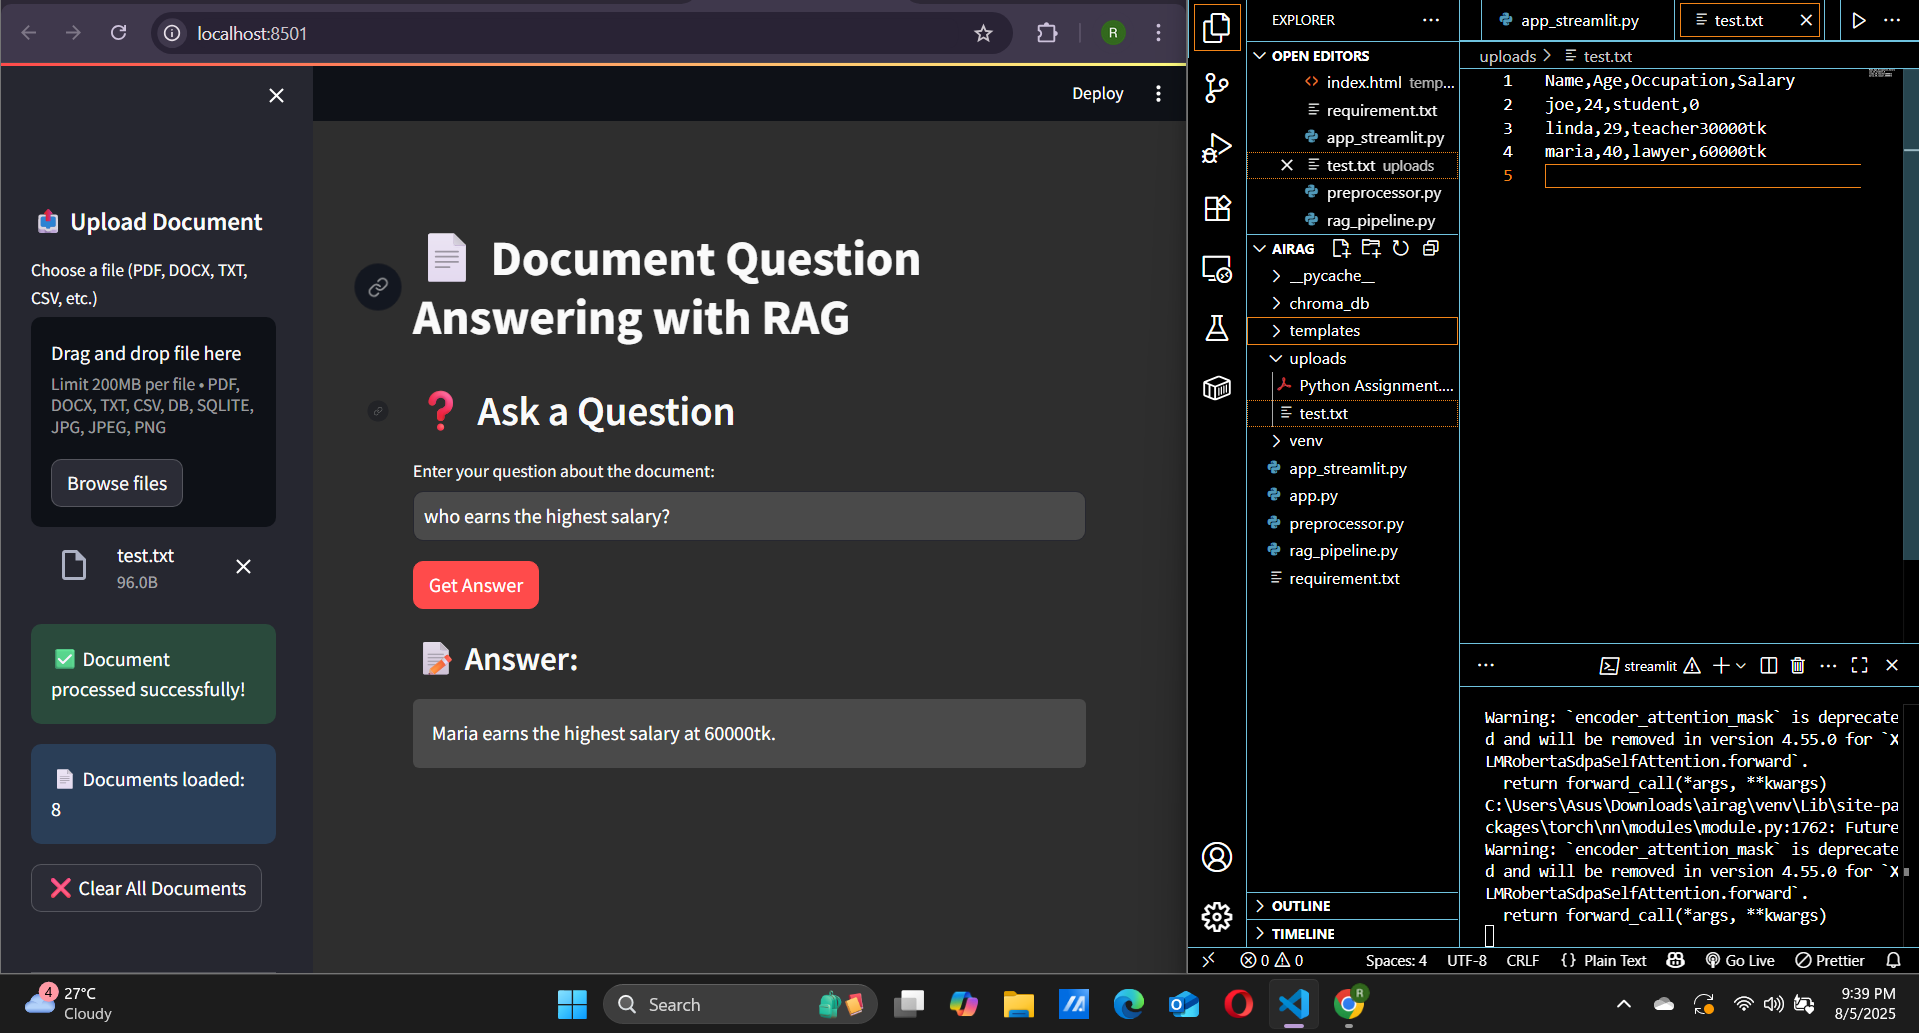 localhost:8501
R
Deploy
Upload Document
Choose a file (PDF, DOCX, TXT,
CSV, etc.)
Drag and drop file here
Limit 200MB per file • PDF,
DOCX, TXT, CSV, DB, SQLITE,
JPG, JPEG, PNG
Browse files
test.txt
96.0B
Document
processed successfully!
Documents loaded:
8
Clear All Documents
Document Question
Answering with RAG
Ask a Question
Enter your question about the document:
who earns the highest salary?
Get Answer
Answer:
Maria earns the highest salary at 60000tk.
EXPLORER
OPEN EDITORS
index.html temp...
requirement.txt
app_streamlit.py
test.txt uploads
preprocessor.py
rag_pipeline.py
AIRAG
__pycache__
chroma_db
templates
uploads
Python Assignment....
test.txt
venv
app_streamlit.py
app.py
preprocessor.py
rag_pipeline.py
requirement.txt
OUTLINE
TIMELINE
app_streamlit.py
test.txt
uploads > test.txt
1 Name,Age,Occupation,Salary
2 joe,24,student,0
3 linda,29,teacher30000tk
4 maria,40,lawyer,60000tk
5
streamlit
Warning: `encoder_attention_mask` is deprecate
d and will be removed in version 4.55.0 for `X
LMRobertaSdpaSelfAttention.forward`.
return forward_call(*args, **kwargs)
C:\Users\Asus\Downloads\airag\venv\Lib\site-pa
ckages\torch\nn\modules\module.py:1762: Future
Warning: `encoder_attention_mask` is deprecate
d and will be removed in version 4.55.0 for `X
LMRobertaSdpaSelfAttention.forward`.
return forward_call(*args, **kwargs)
0 0
Spaces: 4 UTF-8 CRLF {} Plain Text Go Live Prettier
4
27°C
Cloudy
Search
R
9:39 PM
8/5/2025